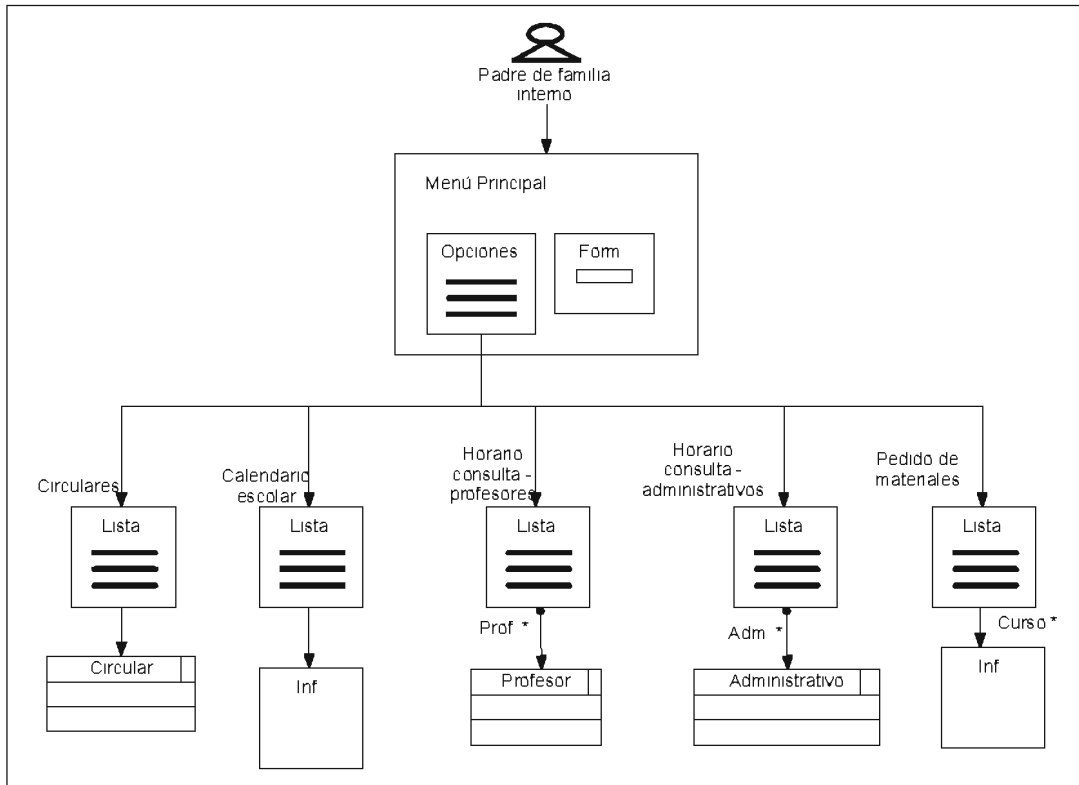 Padre de familia
interno
Menú Principal
Opciones
Form
Circulares
Calendario
escolar
Horario
consulta -
profesores
Horario
consulta -
administrativos
Pedido de
materiales
Lista
Lista
Lista
Lista
Lista
Prof *
Adm *
Curso *
Circular
Inf
Profesor
Administrativo
Inf